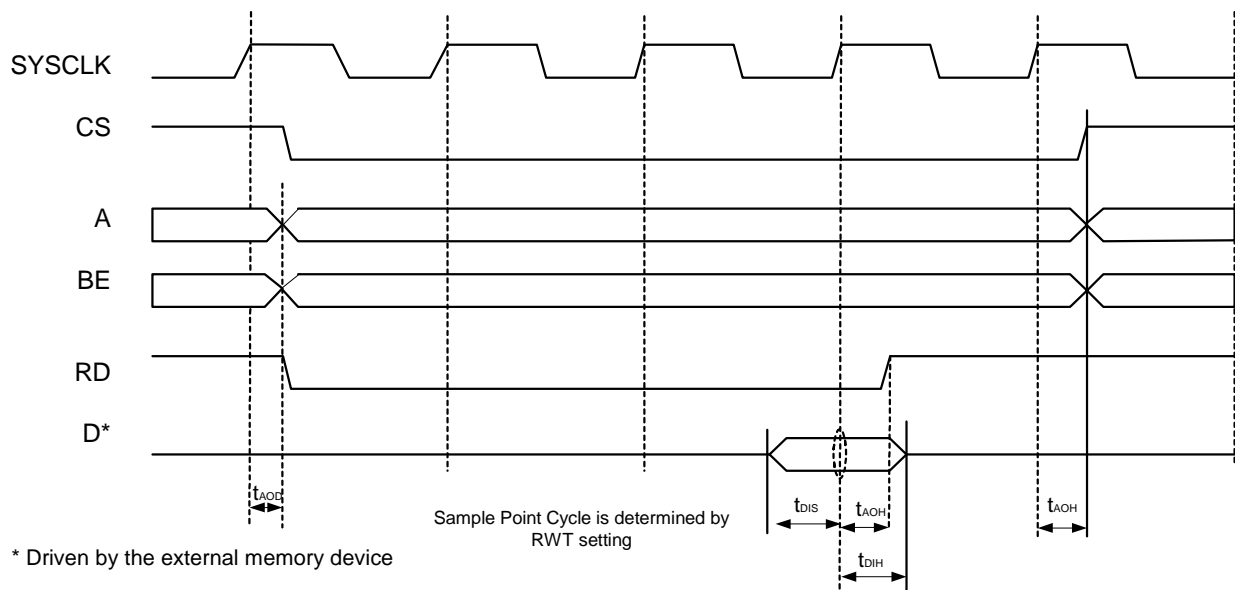 SYSCLK
CS
A
BE
RD
D*
tAOD
tDIS
tAOH
tAOH
Sample Point Cycle is determined by
RWT setting
tDIH
* Driven by the external memory device